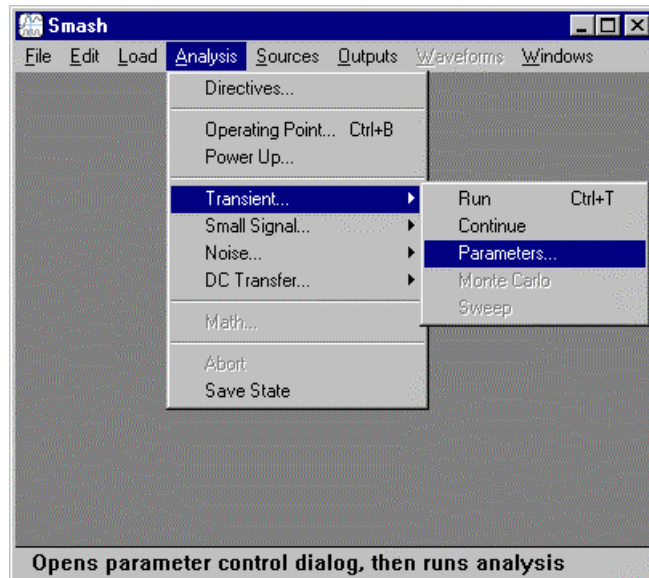 Smash
File Edit Load Analysis Sources Outputs Waveforms Windows
Directives...
Operating Point... Ctrl+B
Power Up...
Transient...
Small Signal...
Noise...
DC Transfer...
Math...
Abort
Save State
Run Ctrl+T
Continue
Parameters...
Monte Carlo
Sweep
Opens parameter control dialog, then runs analysis